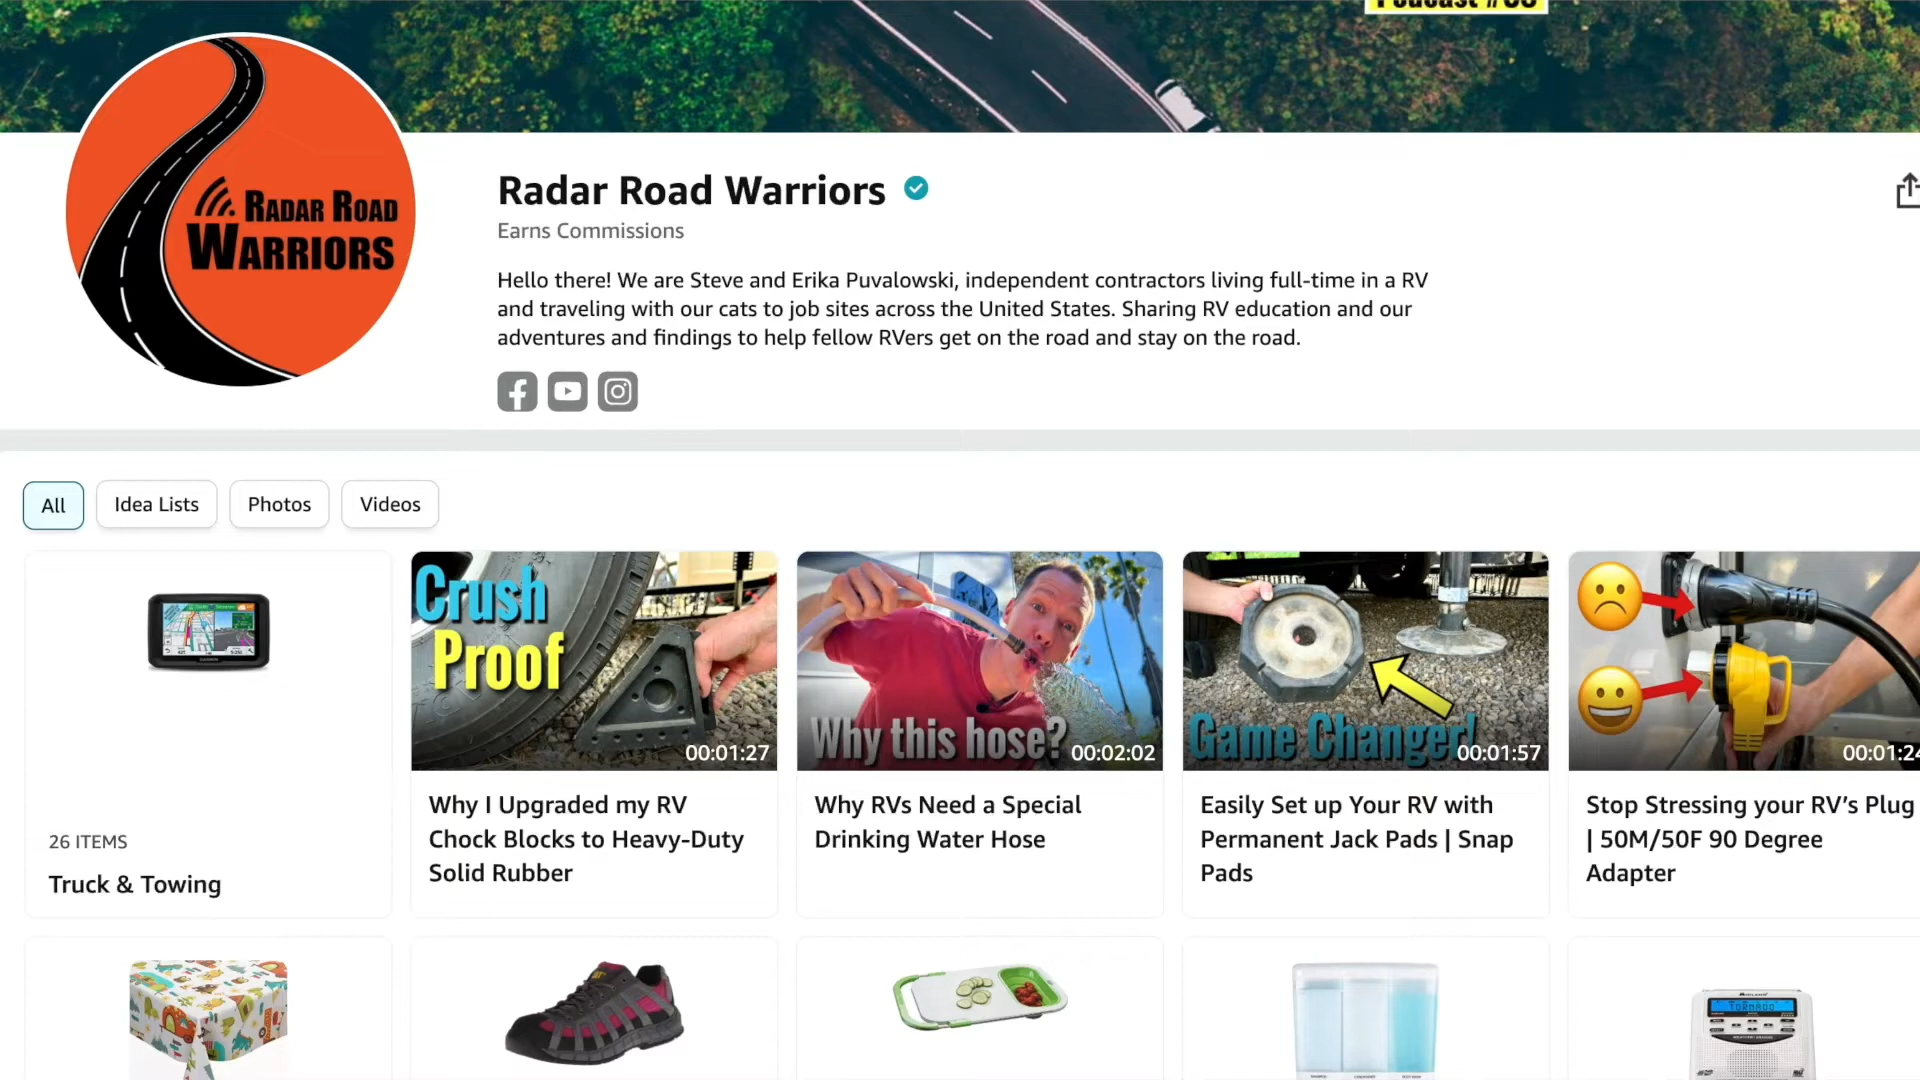 Podcast #
RADAR ROAD
WARRIORS
Radar Road Warriors
Earns Commissions
Hello there! We are Steve and Erika Puvalowski, independent contractors living full-time in a RV
and traveling with our cats to job sites across the United States. Sharing RV education and our
adventures and findings to help fellow RVers get on the road and stay on the road.
All
Idea Lists
Photos
Videos
26 ITEMS
Truck & Towing
Crush
Proof
00:01:27
Why I Upgraded my RV
Chock Blocks to Heavy-Duty
Solid Rubber
Why this hose?
00:02:02
Why RVs Need a Special
Drinking Water Hose
Game Changer!
00:01:57
Easily Set up Your RV with
Permanent Jack Pads | Snap
Pads
00:01:24
Stop Stressing your RV’s Plug
| 50M/50F 90 Degree
Adapter
TORNADO